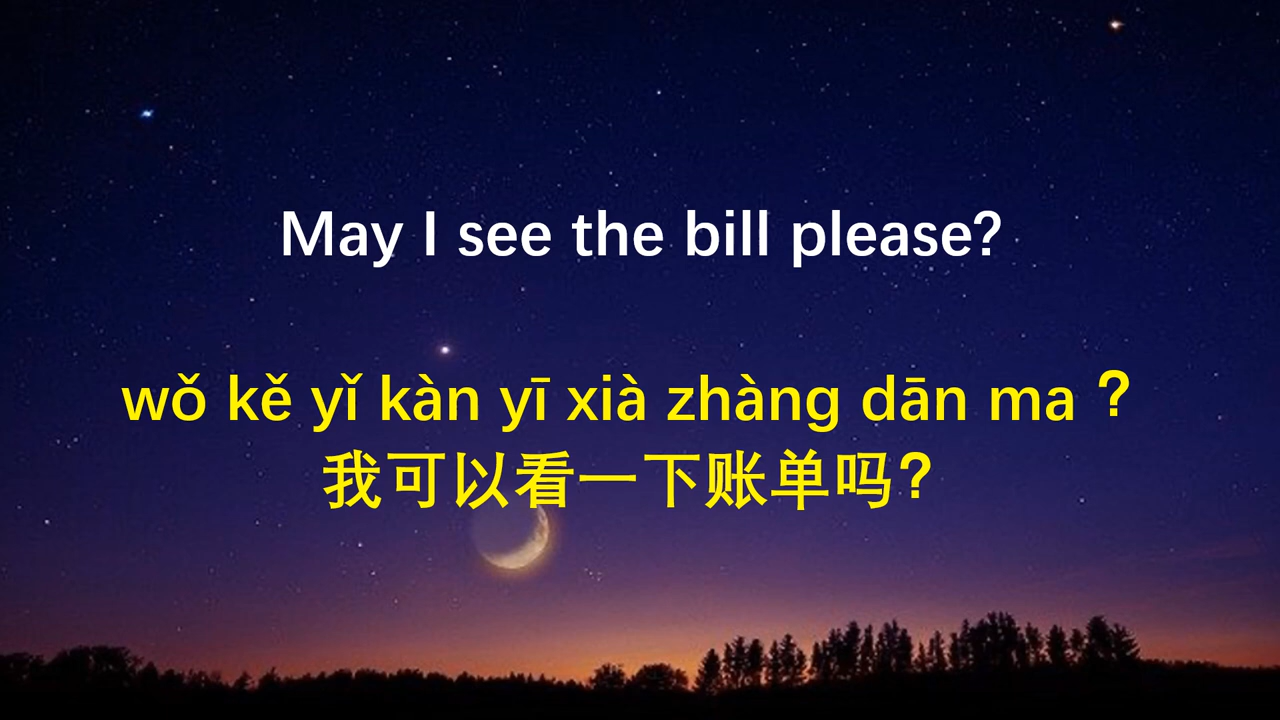 May I see the bill please?
wǒ kě yǐ kàn yī xià zhàng dān ma？
我可以看一下账单吗？